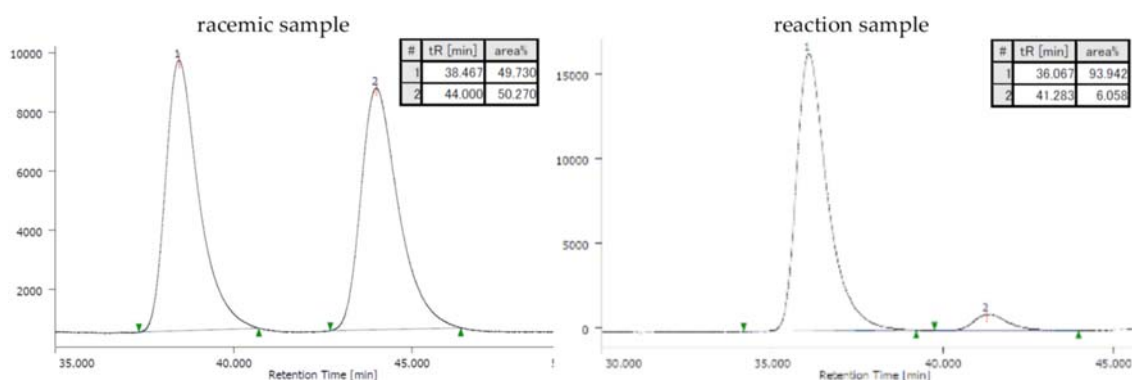 racemic sample
10000
8000
6000
4000
2000
1
2
# tR [min] area%
1 38.467 49.730
2 44.000 50.270
35.000 40.000 45.000
Retention Time [min]
reaction sample
15000
10000
5000
0
1
2
# tR [min] area%
1 36.067 93.942
2 41.283 6.058
30.000 35.000 40.000 45.000
Retention Time [min]